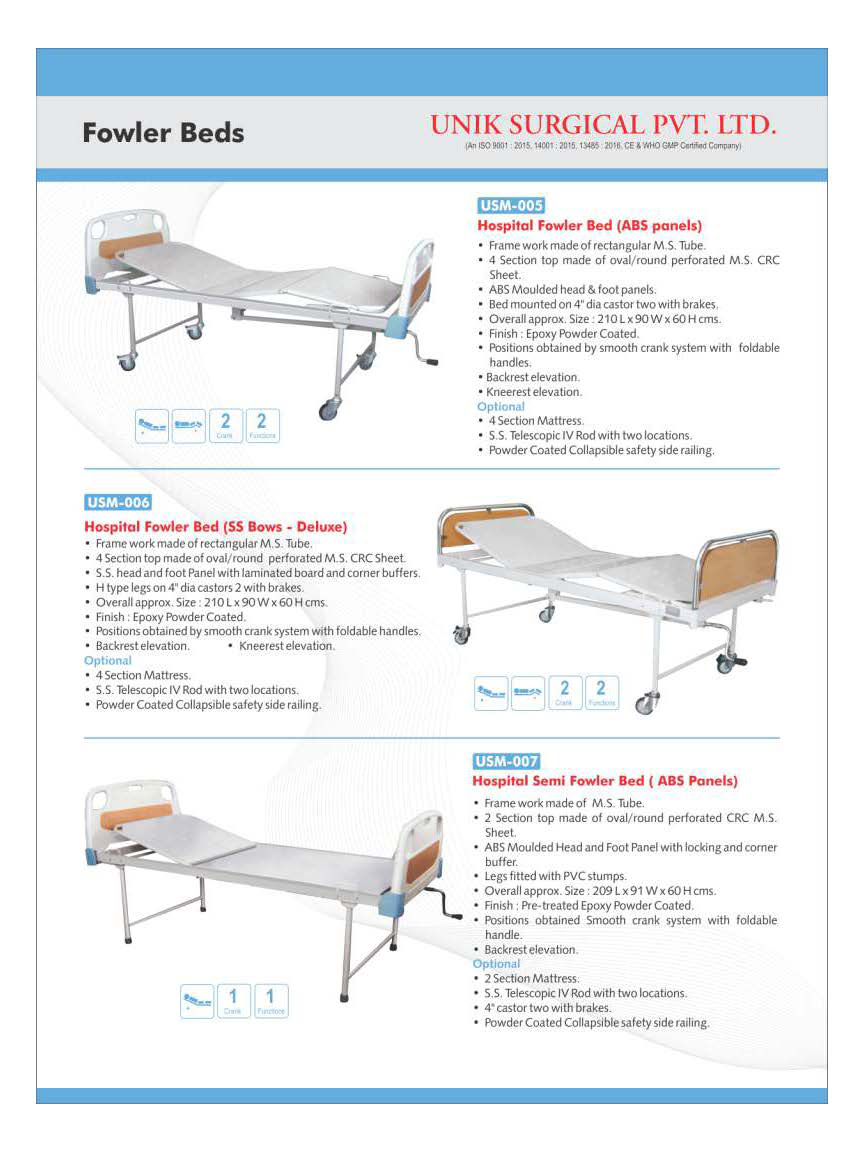 Fowler Beds
UNIK SURGICAL PVT. LTD.
(An ISO 9001 : 2015, 14001 : 2015, 13485 : 2016, CE & WHO GMP Certified Company)
USM-005
Hospital Fowler Bed (ABS panels)
• Frame work made of rectangular M.S. Tube.
• 4 Section top made of oval/round perforated M.S. CRC
Sheet.
• ABS Moulded head & foot panels.
• Bed mounted on 4" dia castor two with brakes.
• Overall approx. Size : 210 L x 90 W x 60 H cms.
• Finish : Epoxy Powder Coated.
• Positions obtained by smooth crank system with foldable
handles.
• Backrest elevation.
• Kneerest elevation.
Optional
• 4 Section Mattress.
• S.S. Telescopic IV Rod with two locations.
• Powder Coated Collapsible safety side railing.
2 2
Crank Functions
USM-006
Hospital Fowler Bed (SS Bows - Deluxe)
• Frame work made of rectangular M.S. Tube.
• 4 Section top made of oval/round perforated M.S. CRC Sheet.
• S.S. head and foot Panel with laminated board and corner buffers.
• H type legs on 4" dia castors 2 with brakes.
• Overall approx. Size : 210 L x 90 W x 60 H cms.
• Finish : Epoxy Powder Coated.
• Positions obtained by smooth crank system with foldable handles.
• Backrest elevation. • Kneerest elevation.
Optional
• 4 Section Mattress.
• S.S. Telescopic IV Rod with two locations.
• Powder Coated Collapsible safety side railing.
2 2
Crank Functions
USM-007
Hospital Semi Fowler Bed ( ABS Panels)
• Frame work made of M.S. Tube.
• 2 Section top made of oval/round perforated CRC M.S.
Sheet.
• ABS Moulded Head and Foot Panel with locking and corner
buffer.
• Legs fitted with PVC stumps.
• Overall approx. Size : 209 L x 91 W x 60 H cms.
• Finish : Pre-treated Epoxy Powder Coated.
• Positions obtained Smooth crank system with foldable
handle.
• Backrest elevation.
Optional
• 2 Section Mattress.
• S.S. Telescopic IV Rod with two locations.
• 4" castor two with brakes.
• Powder Coated Collapsible safety side railing.
1 1
Crank Functions